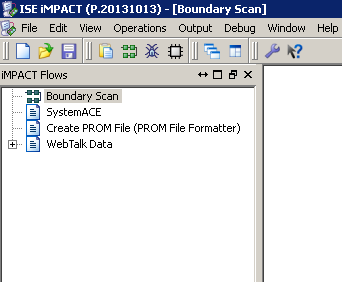 ISE iMPACT (P.20131013) - [Boundary Scan]
File Edit View Operations Output Debug Window Help
iMPACT Flows
Boundary Scan
SystemACE
Create PROM File (PROM File Formatter)
WebTalk Data